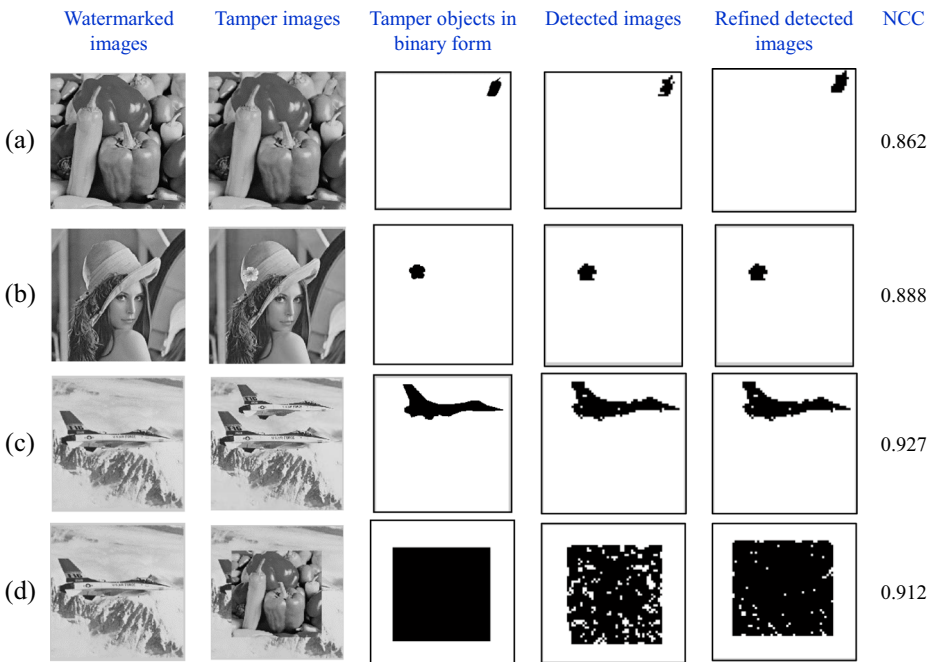 Watermarked images
Tamper images
Tamper objects in binary form
Detected images
Refined detected images
NCC
(a)
0.862
(b)
0.888
(c)
0.927
(d)
0.912